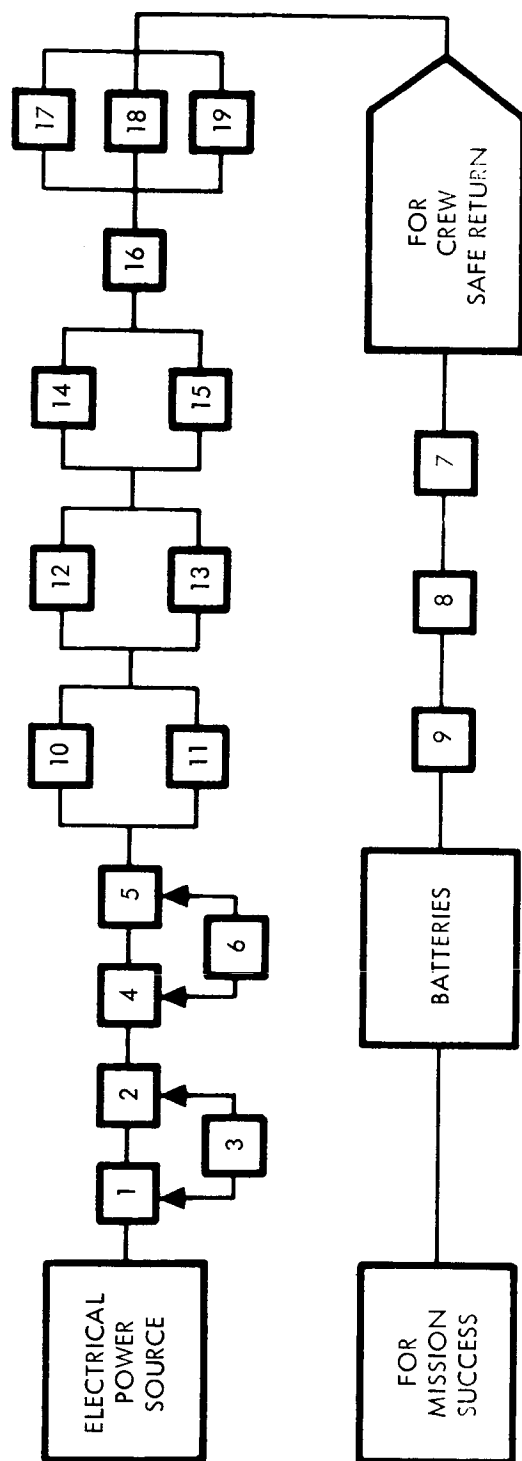 ELECTRICAL
POWER
SOURCE
1
2
3
4
5
6
10
11
12
13
14
15
16
17
18
19
FOR
MISSION
SUCCESS
BATTERIES
9
8
7
FOR
CREW
SAFE RETURN